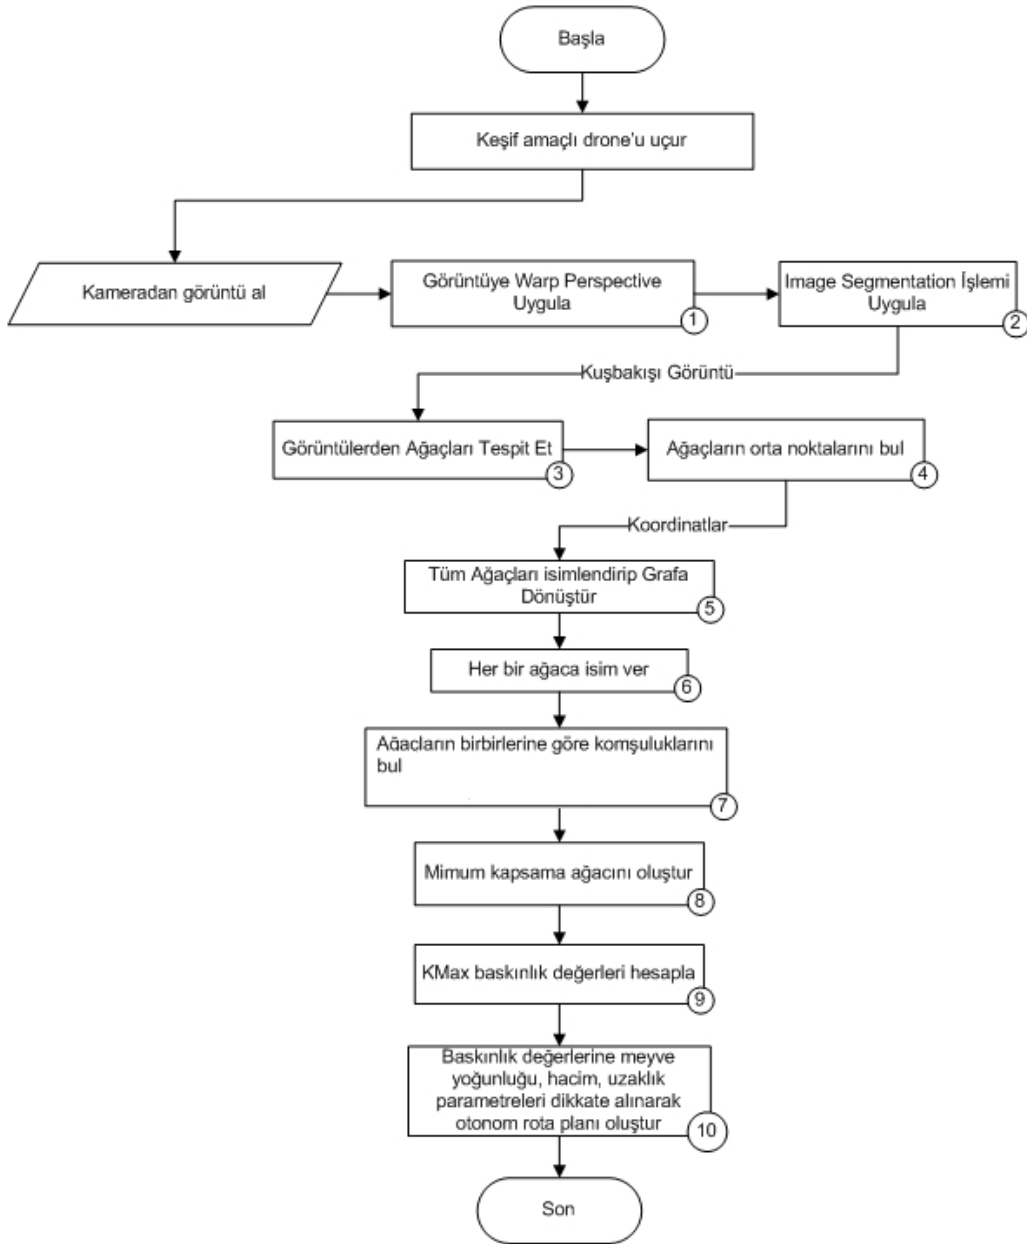 Başla
Keşif amaçlı drone'u uçur
Kameradan görüntü al
Görüntüye Warp Perspective
Uygula
1
Image Segmentation İşlemi
Uygula
2
Kuşbakışı Görüntü
Görüntülerden Ağaçları Tespit Et
3
Ağaçların orta noktalarını bul
4
Koordinatlar
Tüm Ağaçları isimlendirip Grafa
Dönüştür
5
Her bir ağaca isim ver
6
Ağaçların birbirlerine göre komşuluklarını
bul
7
Mimum kapsama ağacını oluştur
8
KMax baskınlık değerleri hesapla
9
Baskınlık değerlerine meyve
yoğunluğu, hacim, uzaklık
parametreleri dikkate alınarak
otonom rota planı oluştur
10
Son